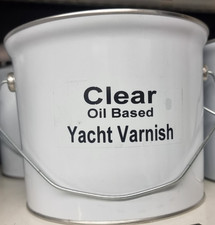 Clear
Oil Based
Yacht Varnish